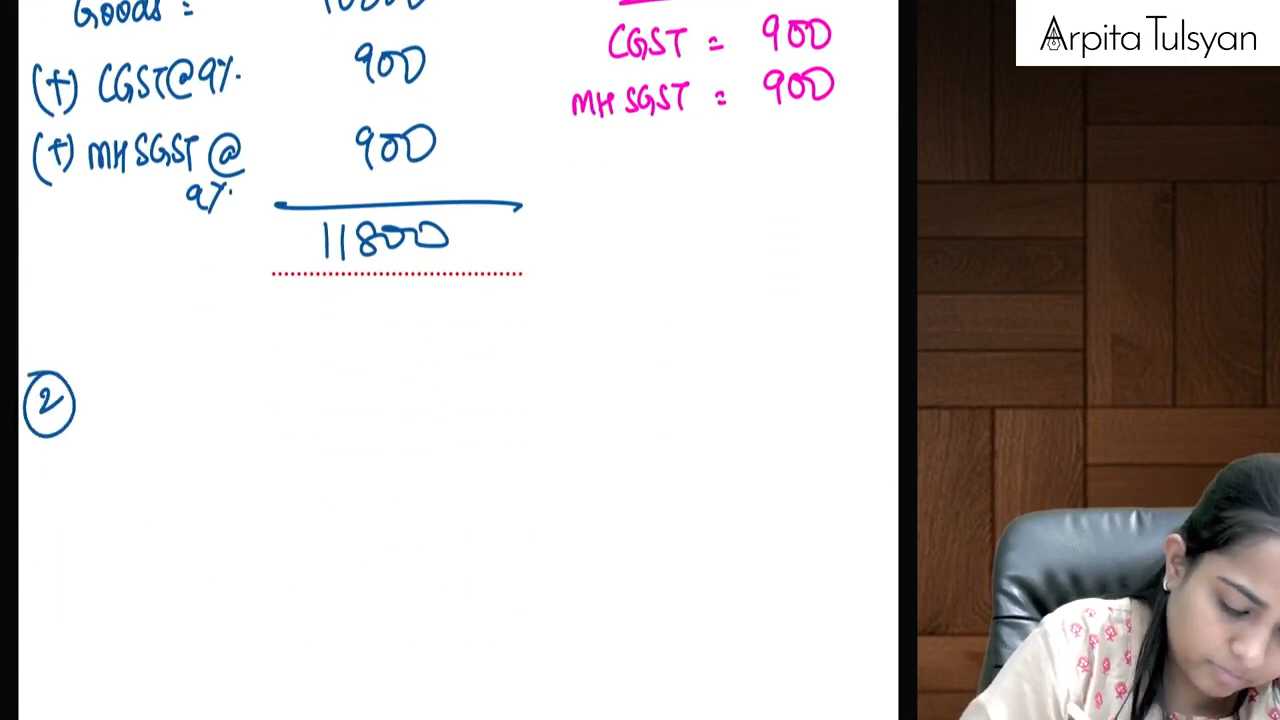 Arpita Tulsyan
Goods =
(+) CGST@9%. 900
(+) MH SGST @ 900
9%.
11800
CGST = 900
MH SGST = 900
2